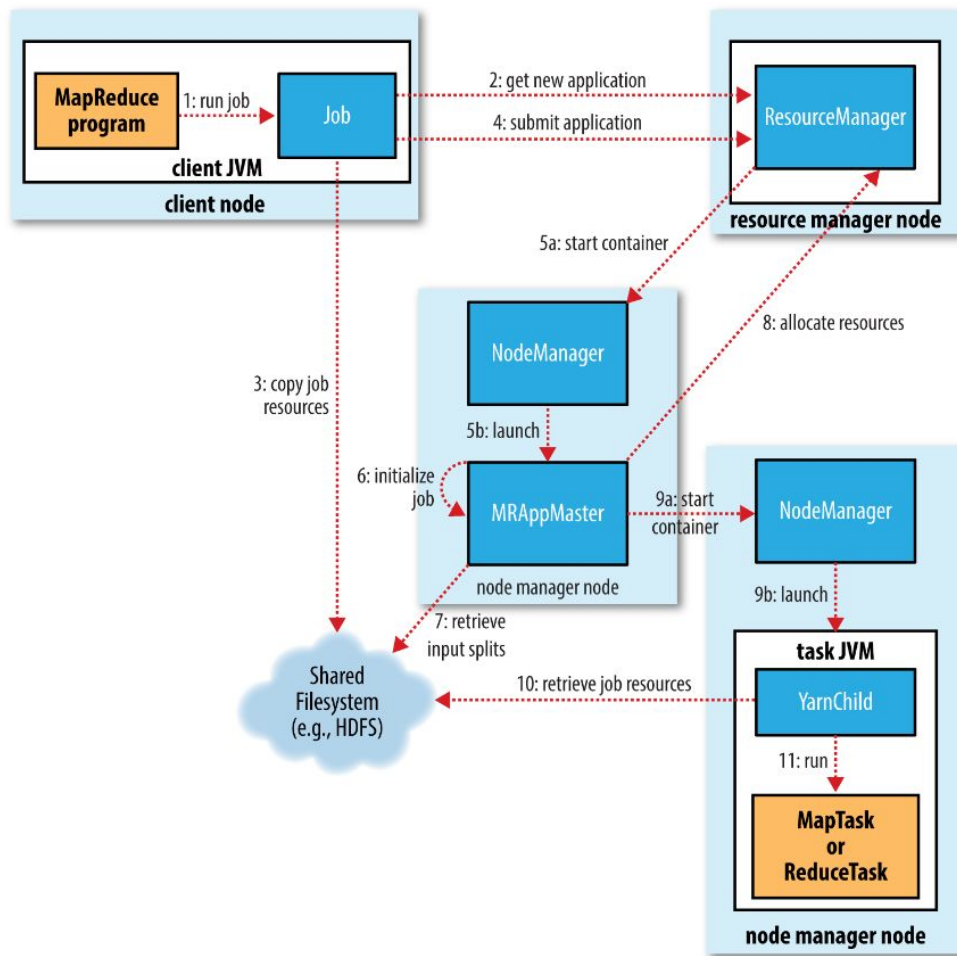 MapReduce
program
1: run job
Job
client JVM
client node
2: get new application
4: submit application
ResourceManager
resource manager node
5a: start container
8: allocate resources
3: copy job
resources
NodeManager
5b: launch
6: initialize
job
MRAppMaster
node manager node
9a: start
container
NodeManager
9b: launch
7: retrieve
input splits
Shared
Filesystem
(e.g., HDFS)
10: retrieve job resources
task JVM
YarnChild
11: run
MapTask
or
ReduceTask
node manager node